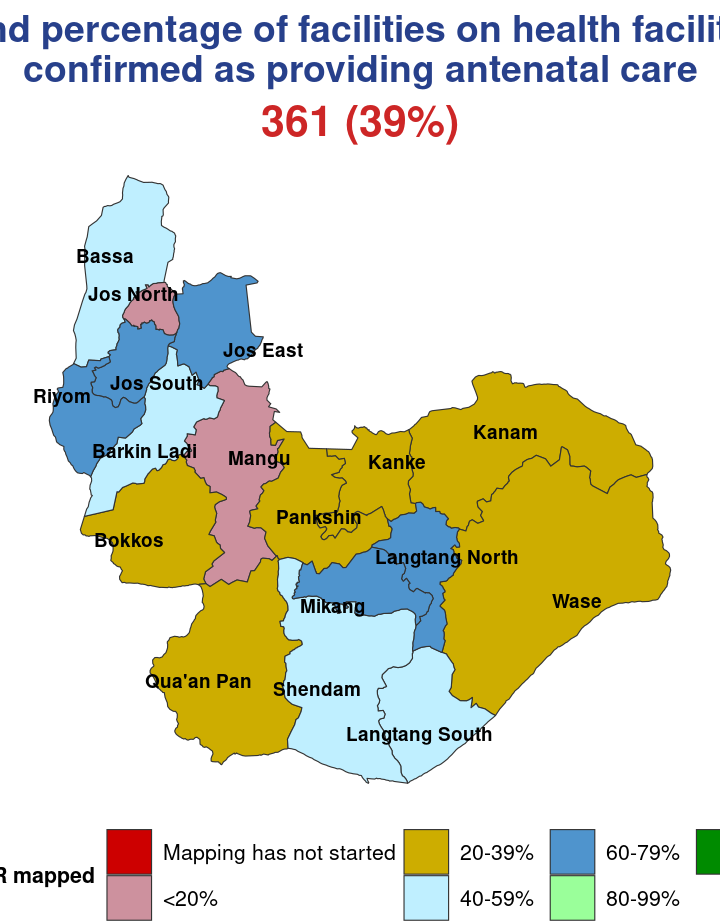 percentage of facilities on health
confirmed as providing antenatal care
361 (39%)
Bassa
Jos North
Jos East
Riyom
Jos South
Kanam
Barkin Ladi
Mangu
Kanke
Pankshin
Bokkos
Langtang North
Wase
Mikang
Qua'an Pan
Shendam
Langtang South
mapped
Mapping has not started
20-39%
60-79%
<20%
40-59%
80-99%